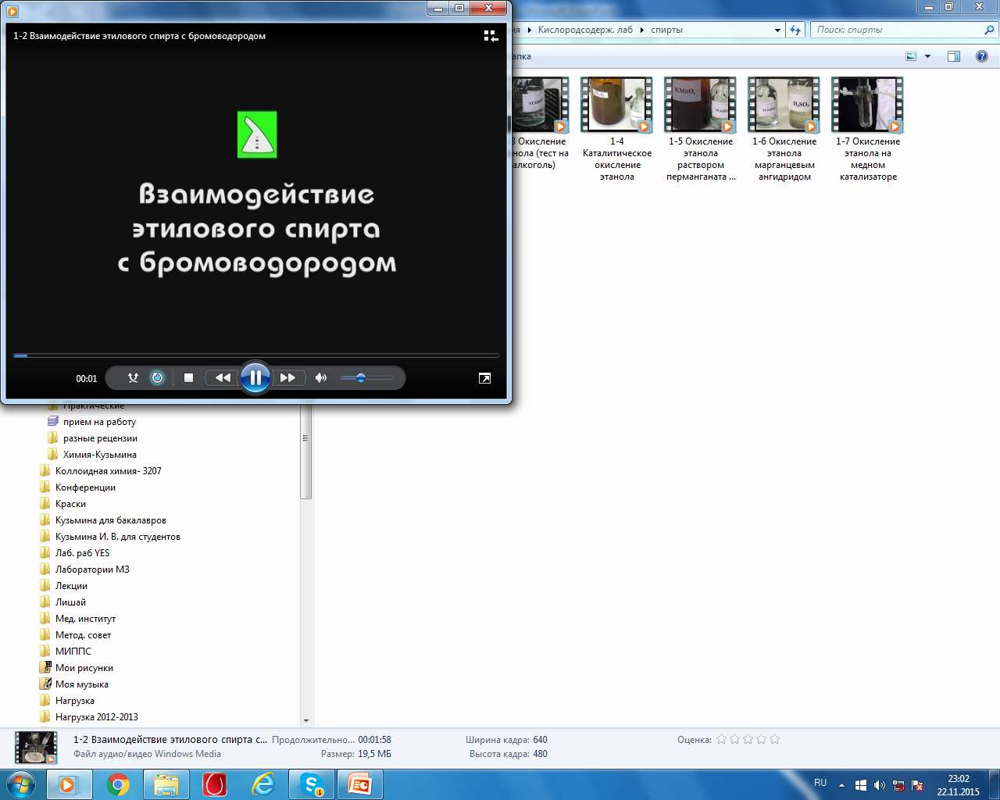 1-2 Взаимодействие этилового спирта с бромоводородом
Взаимодействие
этилового спирта
с бромоводородом
00:01
Кислородсодерж. лаб
спирты
Поиск: спирты
апка
3 Окисление
нола (тест на
алкоголь)
ЭТАНОЛ
1-4
Каталитическое
окисление
этанола
KMnO₄
1-5 Окисление
этанола
раствором
перманганата ...
ЭТАНОЛ
H₂SO₄
1-6 Окисление
этанола
марганцевым
ангидридом
1-7 Окисление
этанола на
медном
катализаторе
Практические
прием на работу
разные рецензии
Химия-Кузьмина
Коллоидная химия- 3207
Конференции
Краски
Кузьмина для бакалавров
Кузьмина И. В. для студентов
Лаб. раб YES
Лаборатории МЗ
Лекции
Лишай
Мед. институт
Метод. совет
МИППС
Мои рисунки
Моя музыка
Нагрузка
Нагрузка 2012-2013
1-2 Взаимодействие этилового спирта с...
Файл аудио/видео Windows Media
Продолжительно... 00:01:58
Размер: 19,5 МБ
Ширина кадра: 640
Высота кадра: 480
Оценка:
1
RU
23:02
22.11.2015